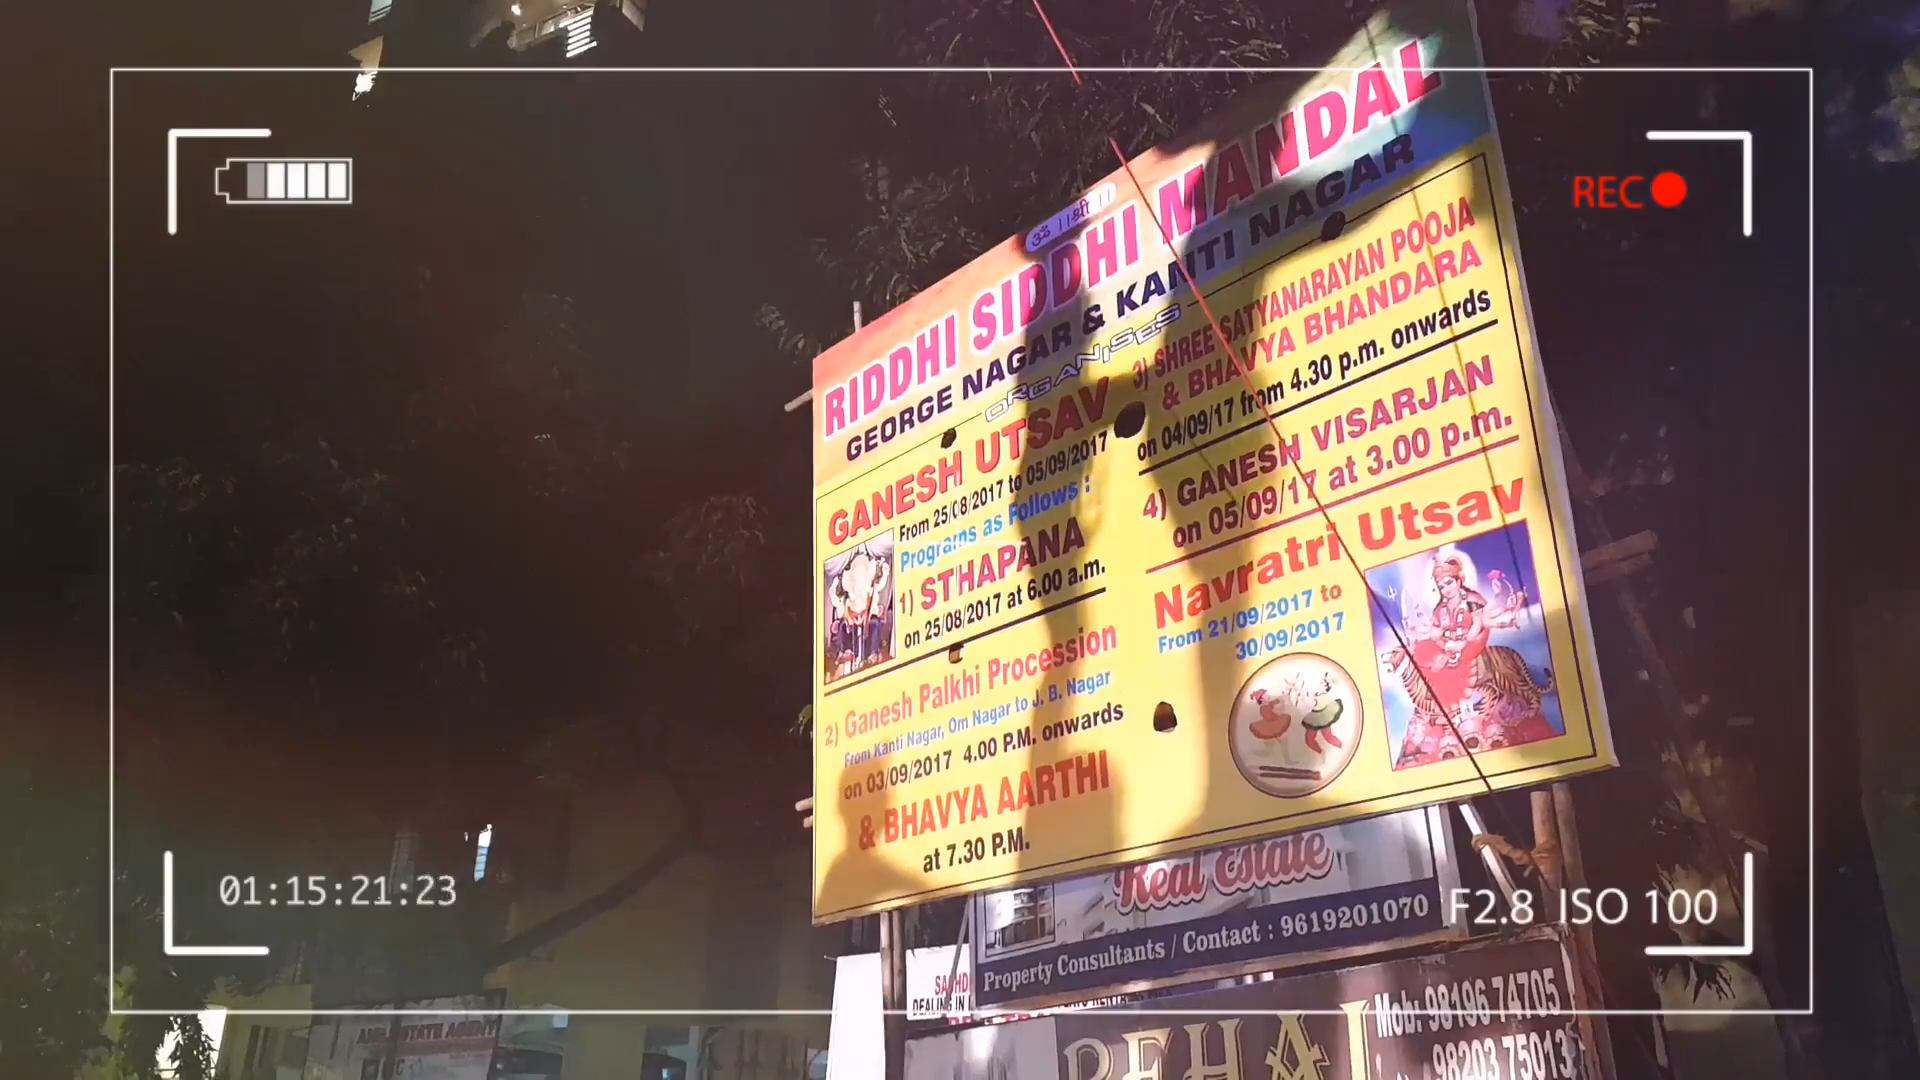 REC
ॐ ।।श्री ।।
RIDDHI SIDDHI MANDAL
GEORGE NAGAR & KANTI NAGAR
ORGANISES
GANESH UTSAV
From 25/08/2017 to 05/09/2017
Programs as Follows :
1) STHAPANA
on 25/08/2017 at 6.00 a.m.
2) Ganesh Palkhi Procession
From Kanti Nagar, Om Nagar to J. B. Nagar
on 03/09/2017 4.00 P.M. onwards
& BHAVYA AARTHI
at 7.30 P.M.
3) SHREE SATYANARAYAN POOJA
& BHAVYA BHANDARA
on 04/09/17 from 4.30 p.m. onwards
4) GANESH VISARJAN
on 05/09/17 at 3.00 p.m.
Navratri Utsav
From 21/09/2017 to
30/09/2017
Real Estate
Property Consultants / Contact : 9619201070
DEALING IN
Mob: 98196 74705
98203 75013
01:15:21:23
F2.8 ISO 100